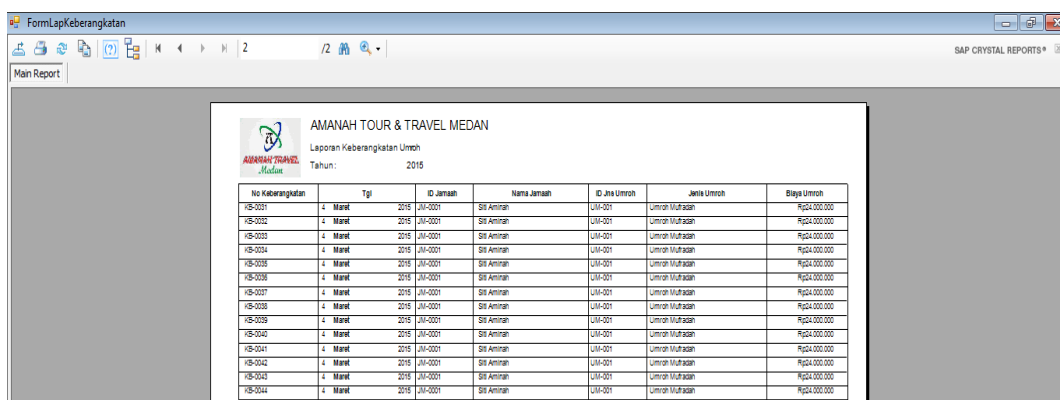 FormLapKeberangkatan
2 /2 SAP CRYSTAL REPORTS®
Main Report
AMANAH TOUR & TRAVEL MEDAN
Laporan Keberangkatan Umroh
AMANAH TRAVEL
Medan
Tahun: 2015
No Keberangkatan Tgl ID Jamaah Nama Jamaah ID Jns Umroh Jenis Umroh Biaya Umroh
KB-0031 4 Maret 2015 JM-0001 Siti Aminah UM-001 Umroh Mufradah Rp24.000.000
KB-0032 4 Maret 2015 JM-0001 Siti Aminah UM-001 Umroh Mufradah Rp24.000.000
KB-0033 4 Maret 2015 JM-0001 Siti Aminah UM-001 Umroh Mufradah Rp24.000.000
KB-0034 4 Maret 2015 JM-0001 Siti Aminah UM-001 Umroh Mufradah Rp24.000.000
KB-0035 4 Maret 2015 JM-0001 Siti Aminah UM-001 Umroh Mufradah Rp24.000.000
KB-0036 4 Maret 2015 JM-0001 Siti Aminah UM-001 Umroh Mufradah Rp24.000.000
KB-0037 4 Maret 2015 JM-0001 Siti Aminah UM-001 Umroh Mufradah Rp24.000.000
KB-0038 4 Maret 2015 JM-0001 Siti Aminah UM-001 Umroh Mufradah Rp24.000.000
KB-0039 4 Maret 2015 JM-0001 Siti Aminah UM-001 Umroh Mufradah Rp24.000.000
KB-0040 4 Maret 2015 JM-0001 Siti Aminah UM-001 Umroh Mufradah Rp24.000.000
KB-0041 4 Maret 2015 JM-0001 Siti Aminah UM-001 Umroh Mufradah Rp24.000.000
KB-0042 4 Maret 2015 JM-0001 Siti Aminah UM-001 Umroh Mufradah Rp24.000.000
KB-0043 4 Maret 2015 JM-0001 Siti Aminah UM-001 Umroh Mufradah Rp24.000.000
KB-0044 4 Maret 2015 JM-0001 Siti Aminah UM-001 Umroh Mufradah Rp24.000.000